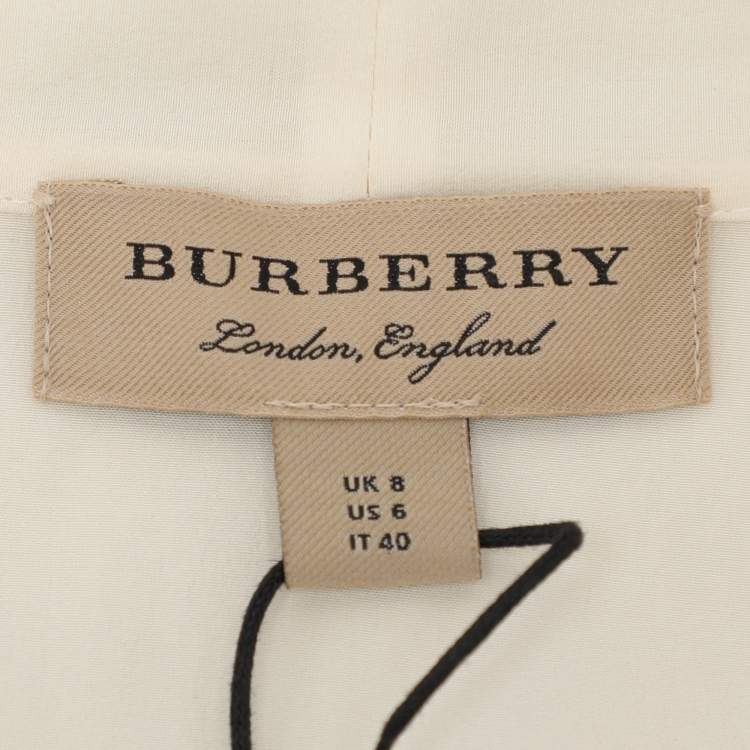 BURBERRY
London, England
UK 8
US 6
IT 40